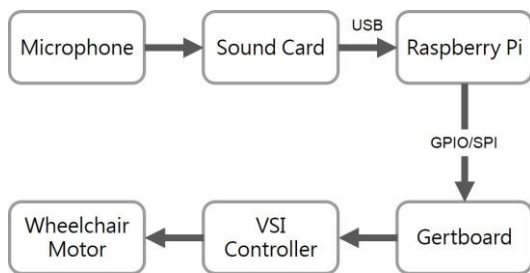 Microphone
Sound Card
USB
Raspberry Pi
GPIO/SPI
Wheelchair
Motor
VSI
Controller
Gertboard